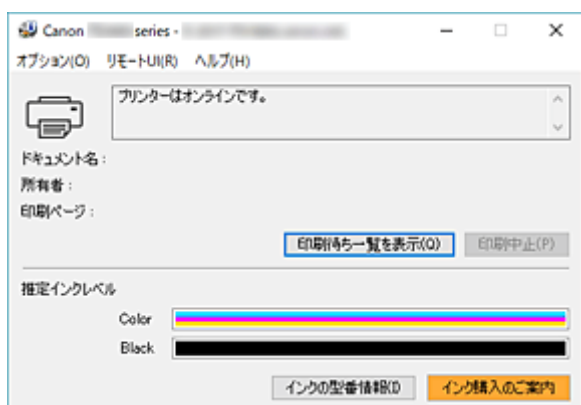 Canon series -
オプション(O) リモートUI(R) ヘルプ(H)
プリンターはオンラインです。
ドキュメント名 :
所有者 :
印刷ページ :
印刷待ち一覧を表示(Q) 印刷中止(P)
推定インクレベル
Color
Black
インクの型番情報(I) インク購入のご案内